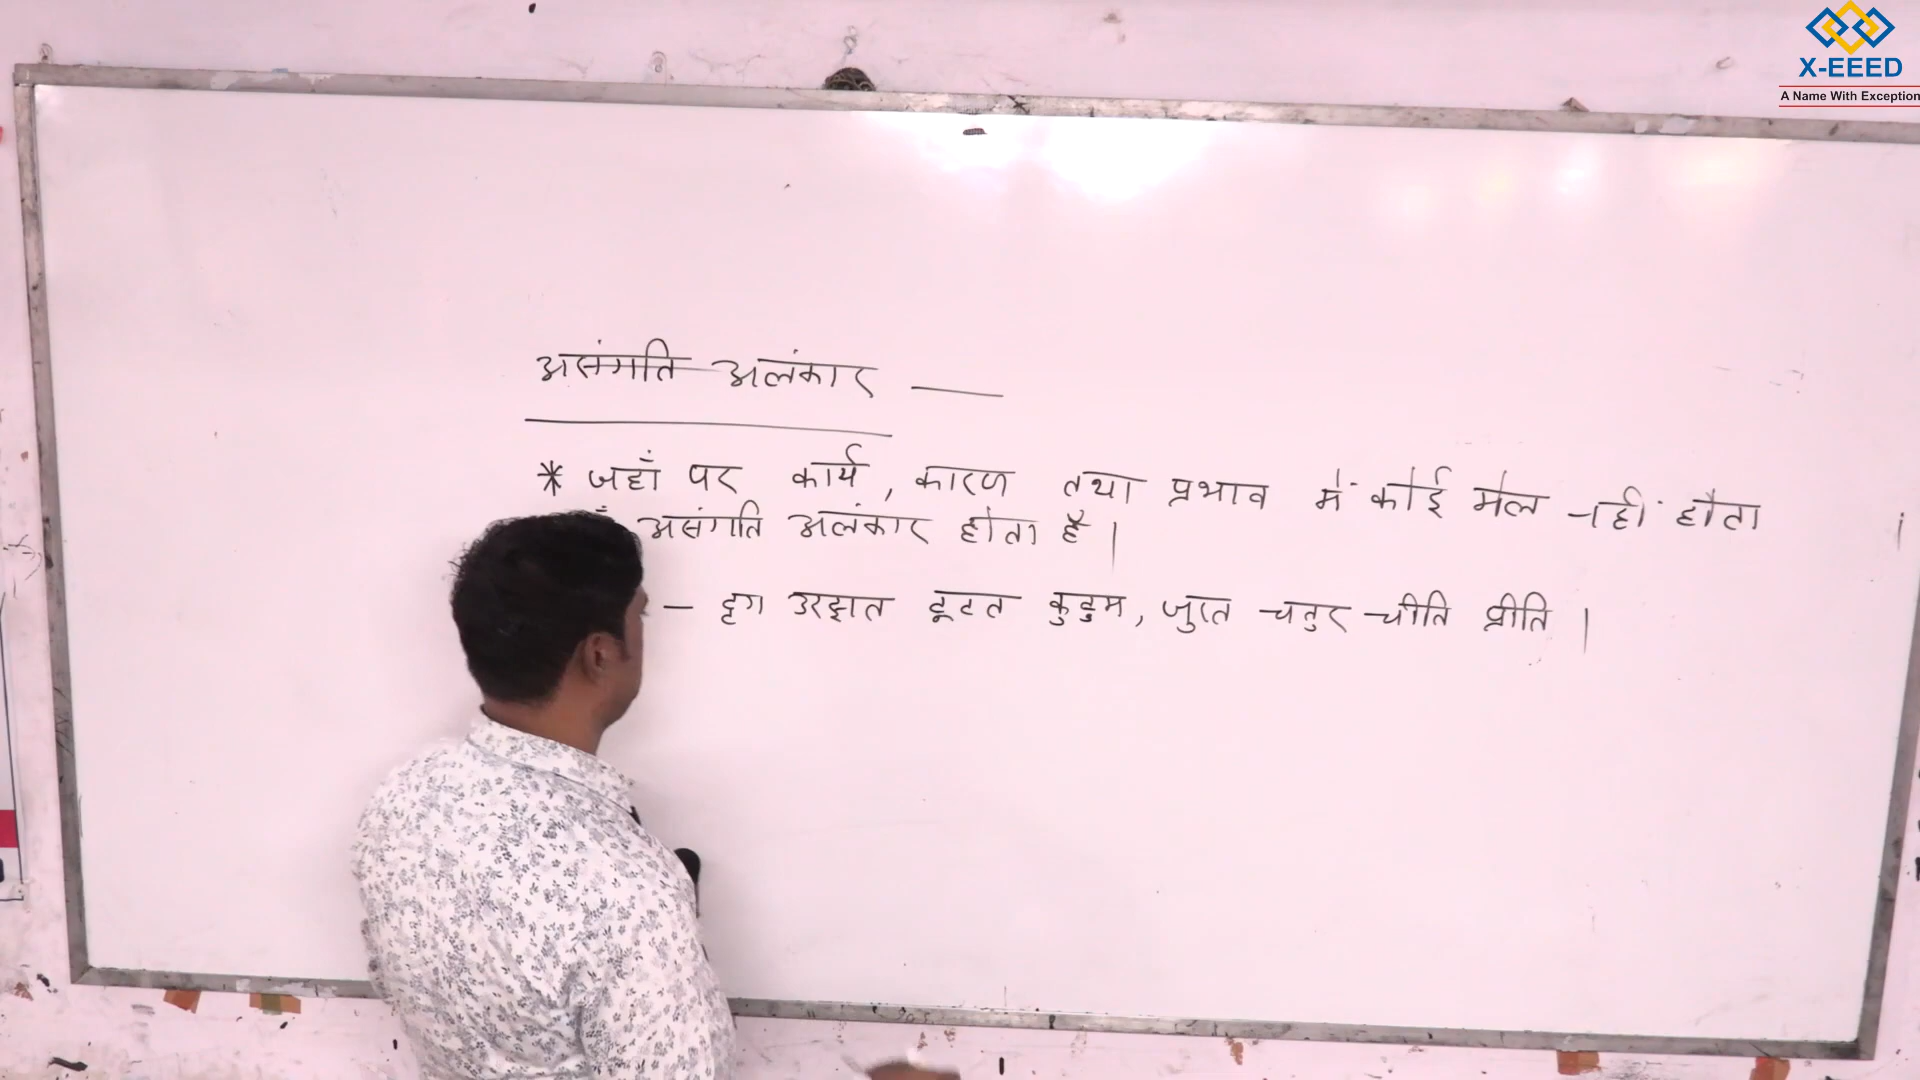 X-EEED
A Name With Exception
असंगति अलंकार —
* जहाँ पर कार्य, कारण तथा प्रभाव में कोई मेल नहीं होता
असंगति अलंकार होता है।
— दृग उरझत टूटत कुटुम, जुरत चतुर चीति प्रीति।